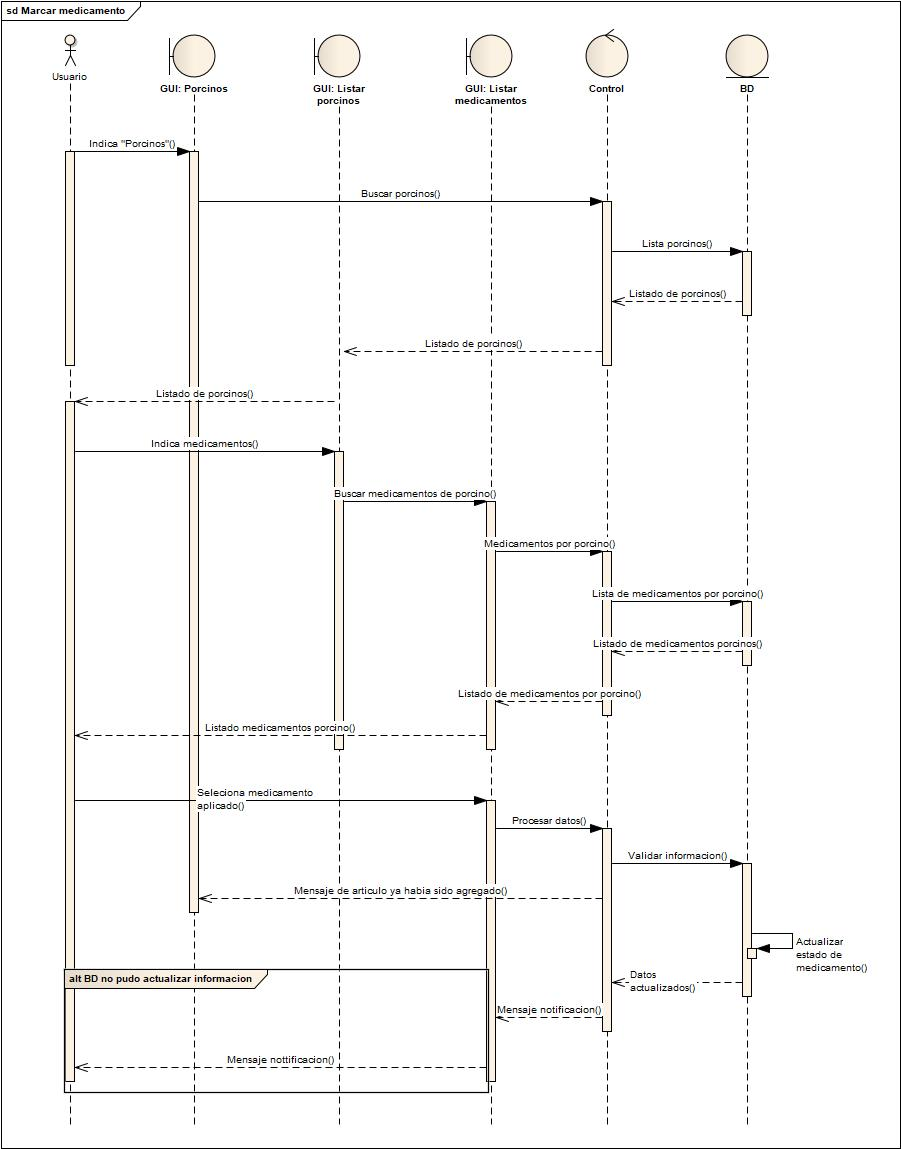 sd Marcar medicamento
Usuario
GUI: Porcinos
GUI: Listar
porcinos
GUI: Listar
medicamentos
Control
BD
Indica "Porcinos"()
Buscar porcinos()
Lista porcinos()
Listado de porcinos()
Listado de porcinos()
Listado de porcinos()
Indica medicamentos()
Buscar medicamentos de porcino()
Medicamentos por porcino()
Lista de medicamentos por porcino()
Listado de medicamentos porcinos()
Listado de medicamentos por porcino()
Listado medicamentos porcino()
Seleciona medicamento
aplicado()
Procesar datos()
Validar informacion()
Mensaje de articulo ya habia sido agregado()
Actualizar
estado de
medicamento()
alt BD no pudo actualizar informacion
Datos
actualizados()
Mensaje notificacion()
Mensaje nottificacion()